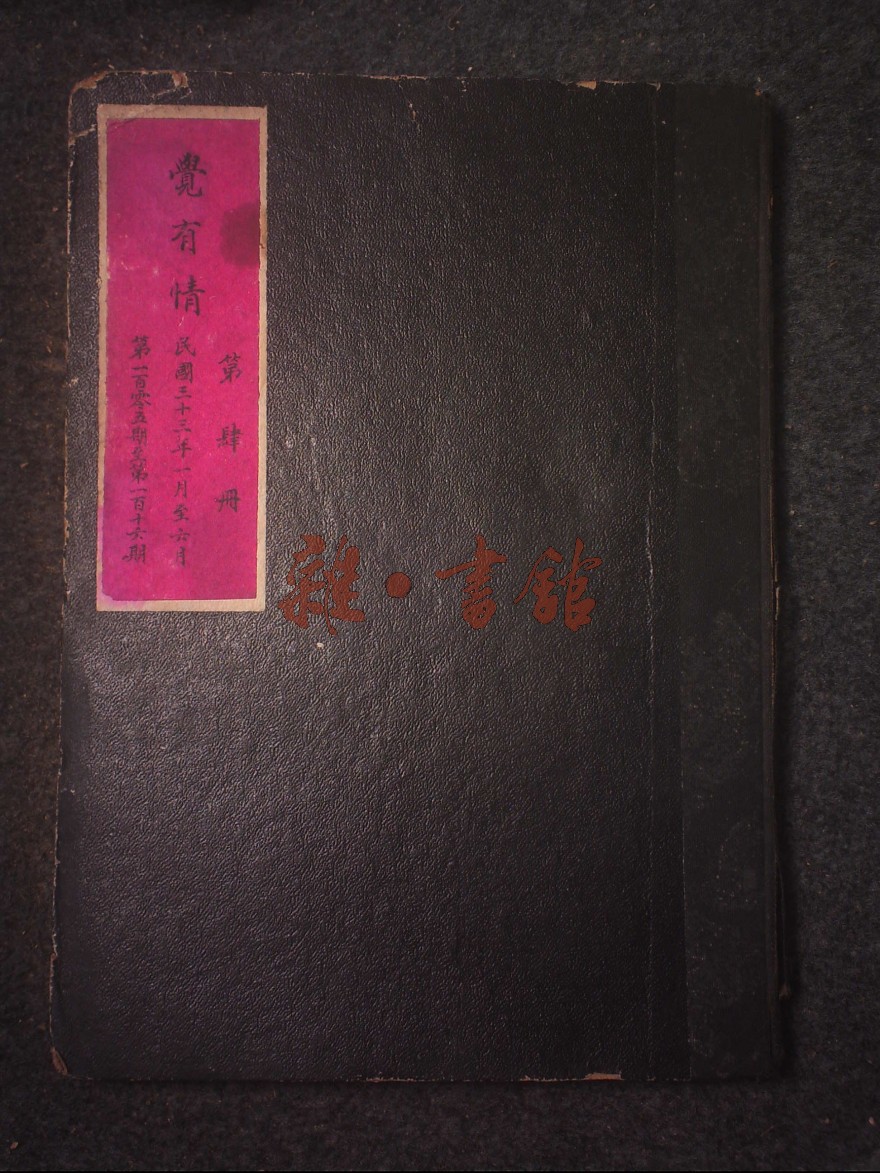 覺有情
第肆冊
民國三十三年一月至六月
第一百零五期至第一百十六期
雜·書館